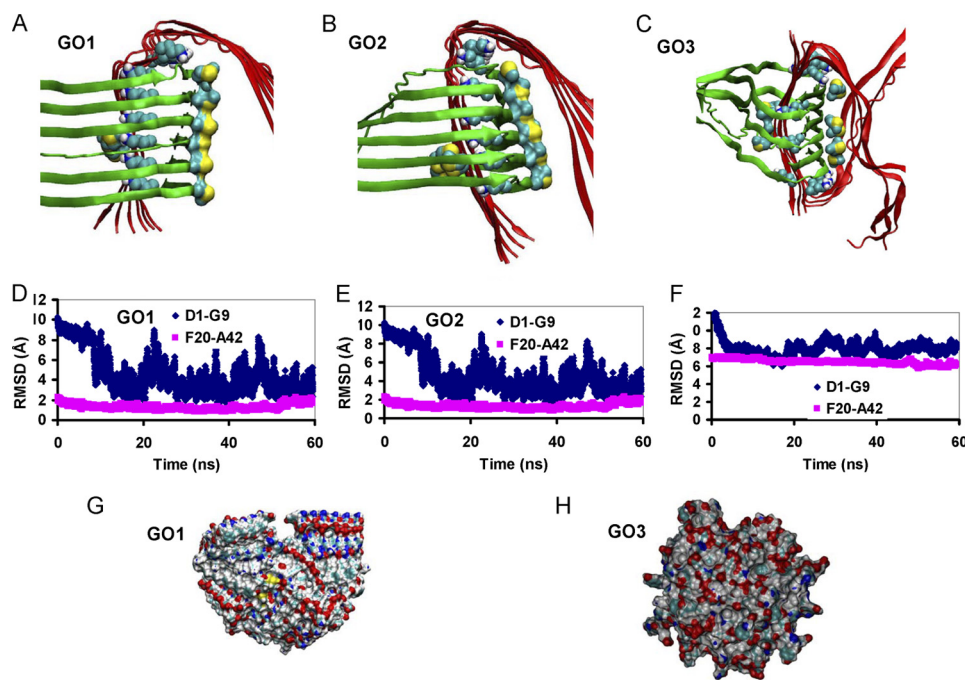 A
GO1
B
GO2
C
GO3
D
GO1
D1-G9
F20-A42
RMSD (Å)
12
10
8
6
4
2
0
0 20 40 60
Time (ns)
E
GO2
D1-G9
F20-A42
RMSD (Å)
12
10
8
6
4
2
0
0 20 40 60
Time (ns)
F
RMSD (Å)
2
0
8
6
4
2
0
D1-G9
F20-A42
0 20 40 60
Time (ns)
G
GO1
H
GO3